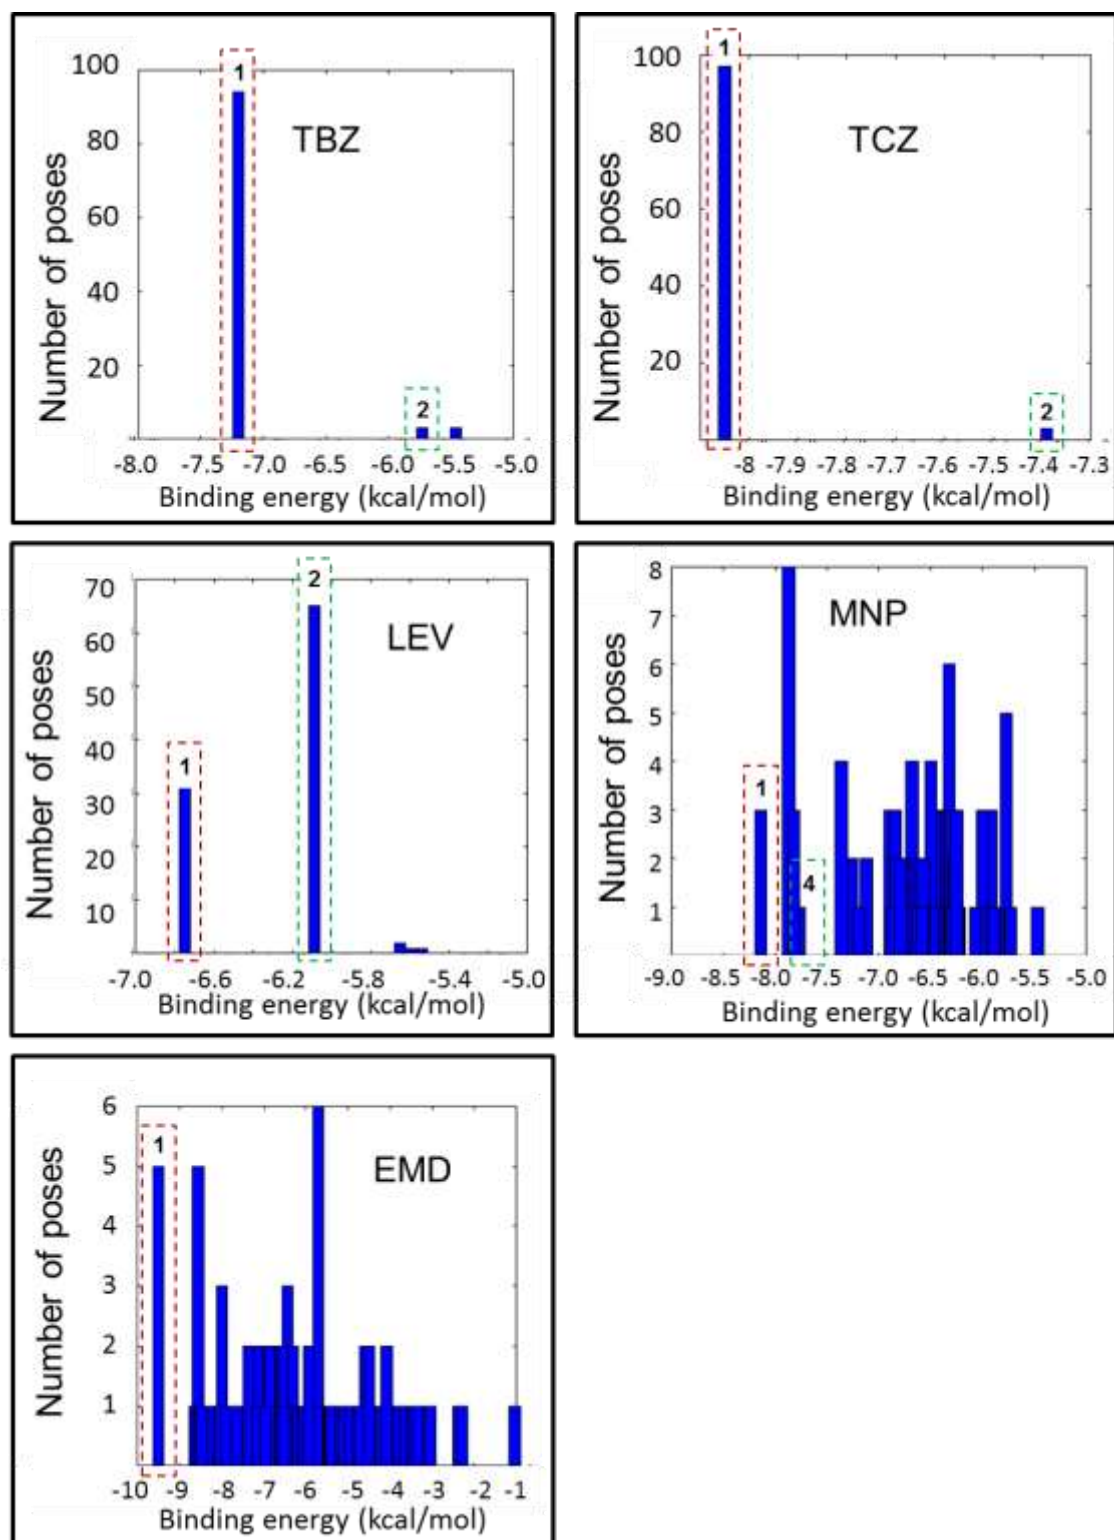 100
80
60
40
20
Number of poses
1
TBZ
2
-8.0 -7.5 -7.0 -6.5 -6.0 -5.5 -5.0
Binding energy (kcal/mol)
100
80
60
40
20
Number of poses
1
TCZ
2
-8 -7.9 -7.8 -7.6 -7.5 -7.4 -7.3
Binding energy (kcal/mol)
70
60
50
40
30
20
10
Number of poses
2
LEV
1
-7.0 -6.6 -6.2 -5.8 -5.4 -5.0
Binding energy (kcal/mol)
8
7
6
5
4
3
2
1
Number of poses
MNP
1
4
-9.0 -8.5 -8.0 -7.5 -7.0 -6.5 -6.0 -5.5 -5.0
Binding energy (kcal/mol)
6
5
4
3
2
1
Number of poses
1
EMD
-10 -9 -8 -7 -6 -5 -4 -3 -2 -1
Binding energy (kcal/mol)